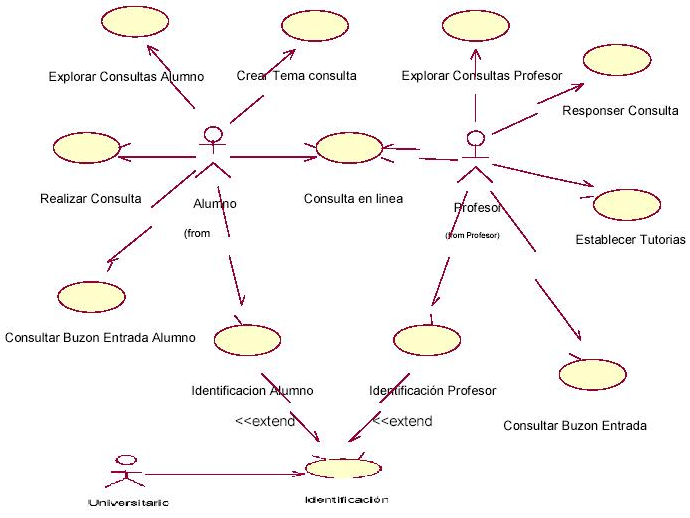 Explorar Consultas Alumno
Crear Tema consulta
Explorar Consultas Profesor
Responser Consulta
Realizar Consulta
Alumno
(from
Consulta en linea
Profesor
(from Profesor)
Establecer Tutorias
Consultar Buzon Entrada Alumno
Identificacion Alumno
Identificación Profesor
<<extend
<<extend
Consultar Buzon Entrada
Universitario
Identificación